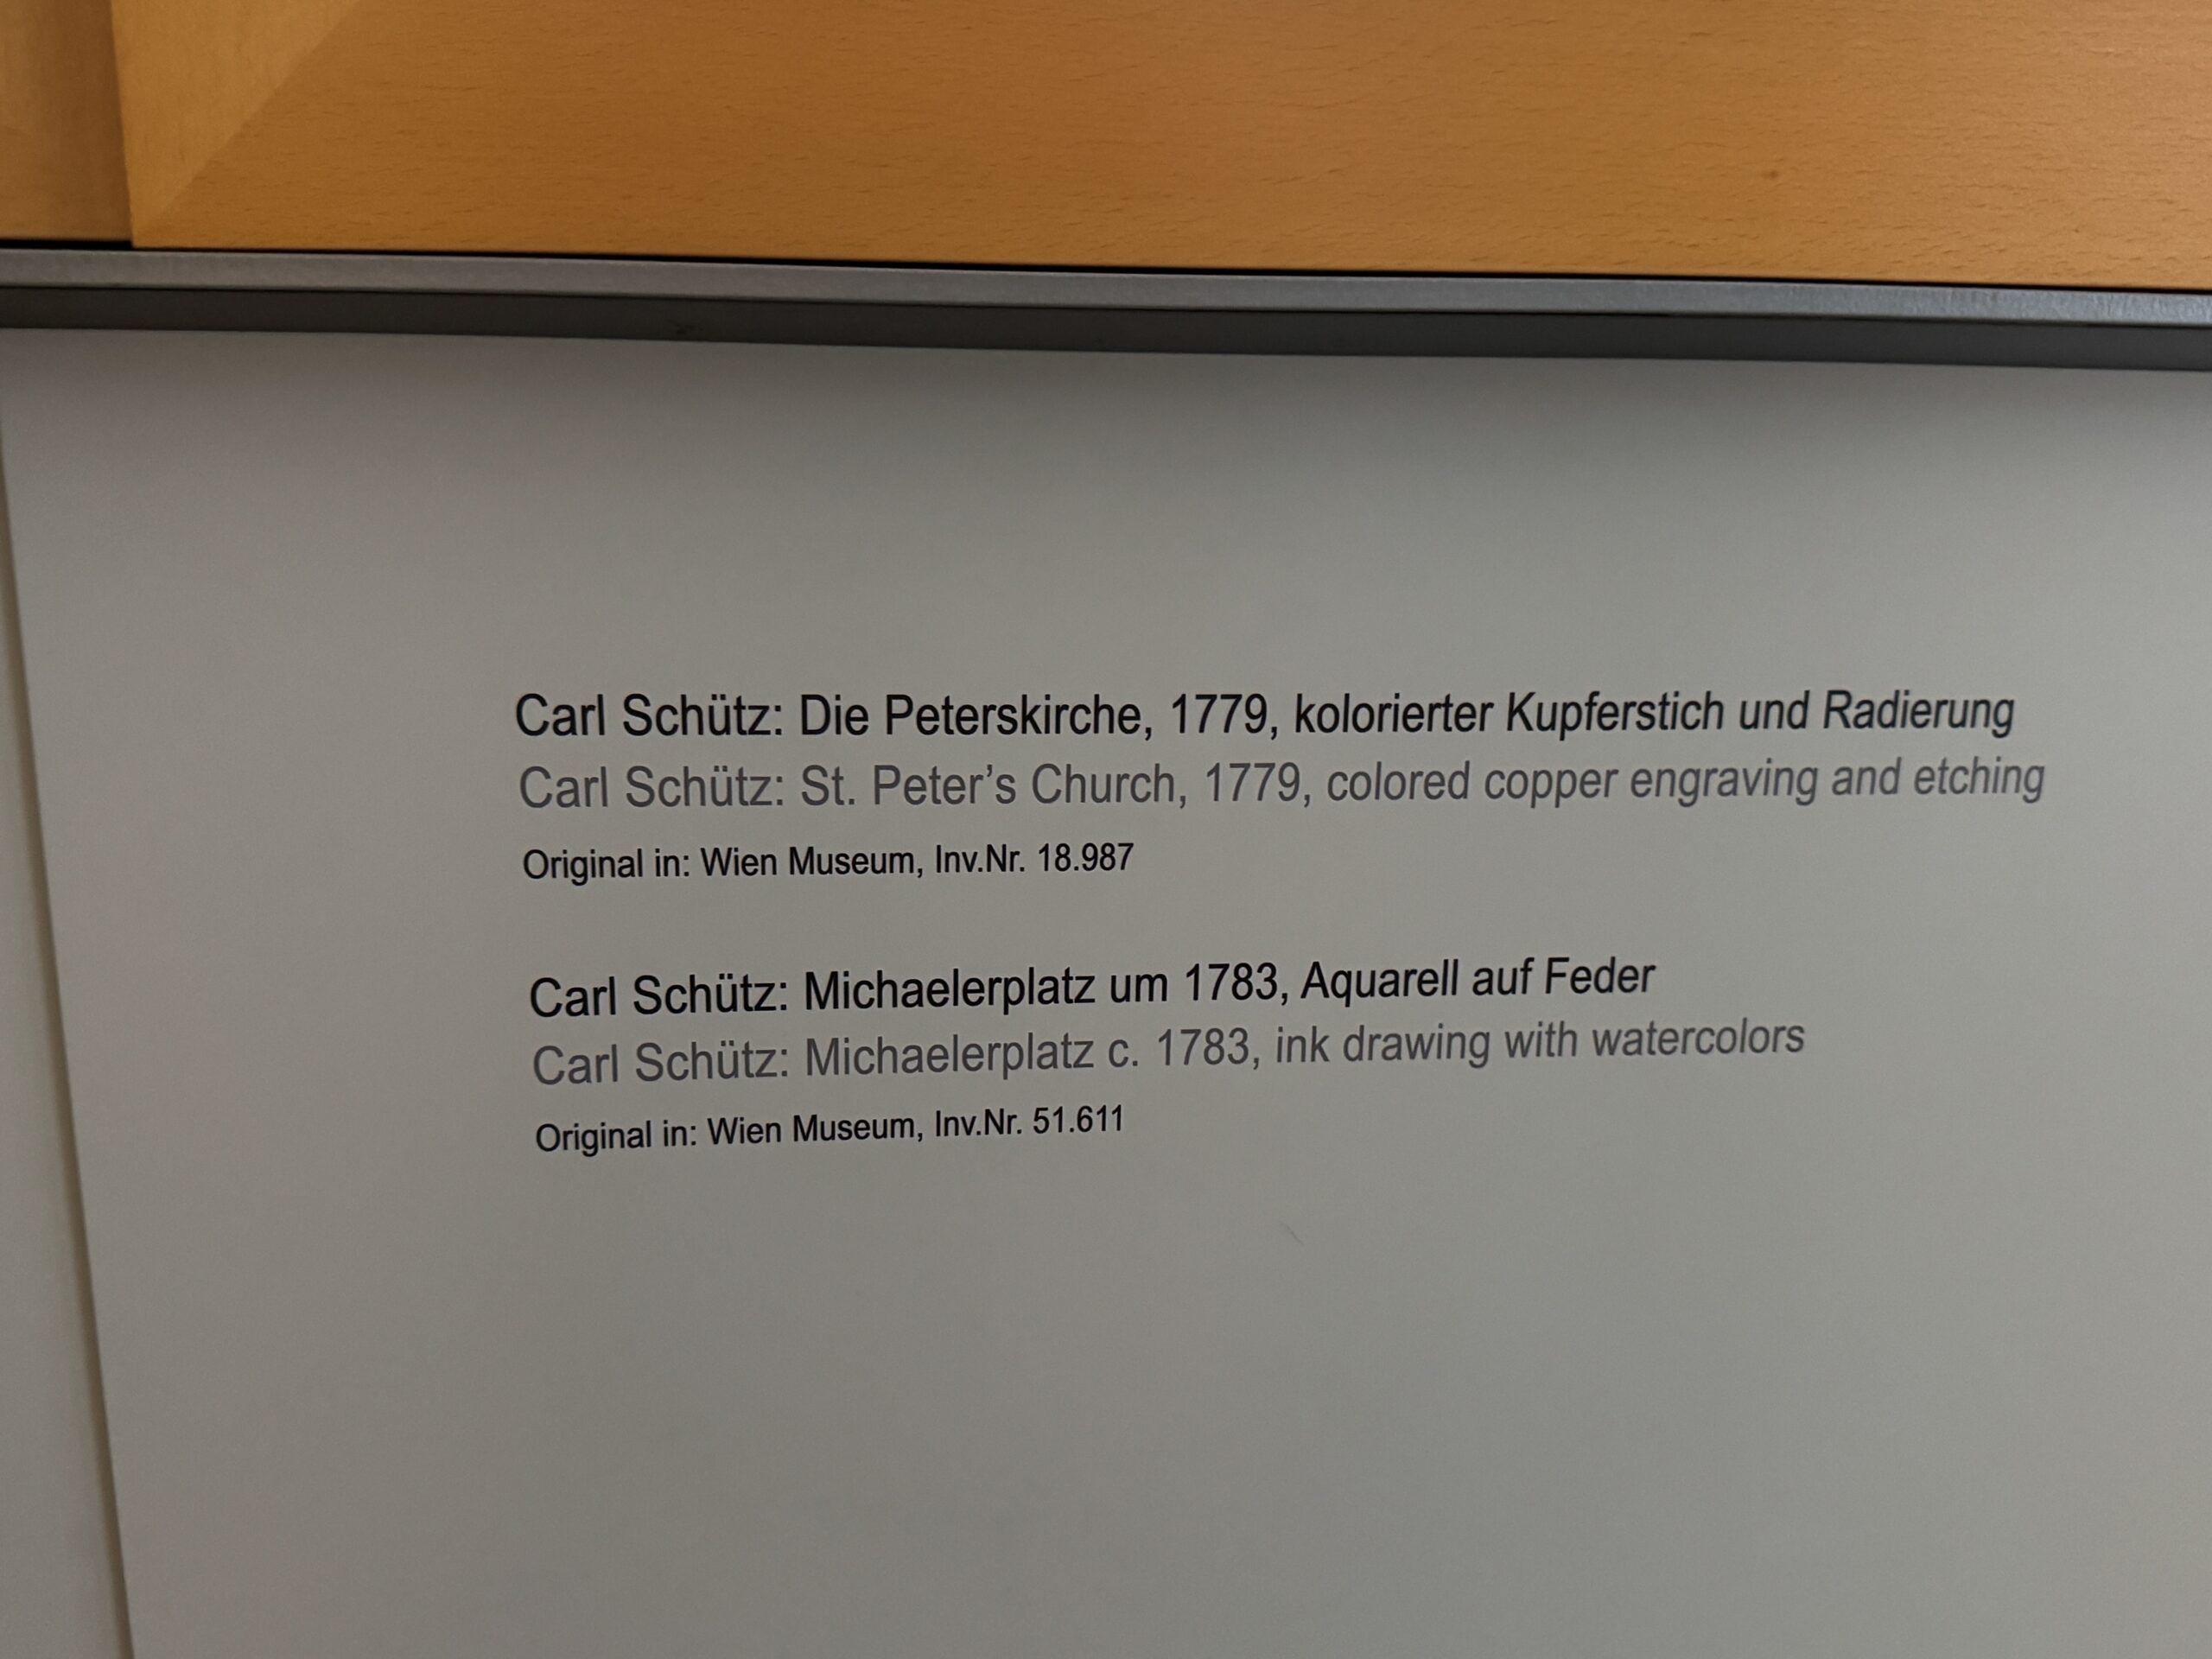 Carl Schütz: Die Peterskirche, 1779, kolorierter Kupferstich und Radierung
Carl Schütz: St. Peter’s Church, 1779, colored copper engraving and etching
Original in: Wien Museum, Inv.Nr. 18.987
Carl Schütz: Michaelerplatz um 1783, Aquarell auf Feder
Carl Schütz: Michaelerplatz c. 1783, ink drawing with watercolors
Original in: Wien Museum, Inv.Nr. 51.611